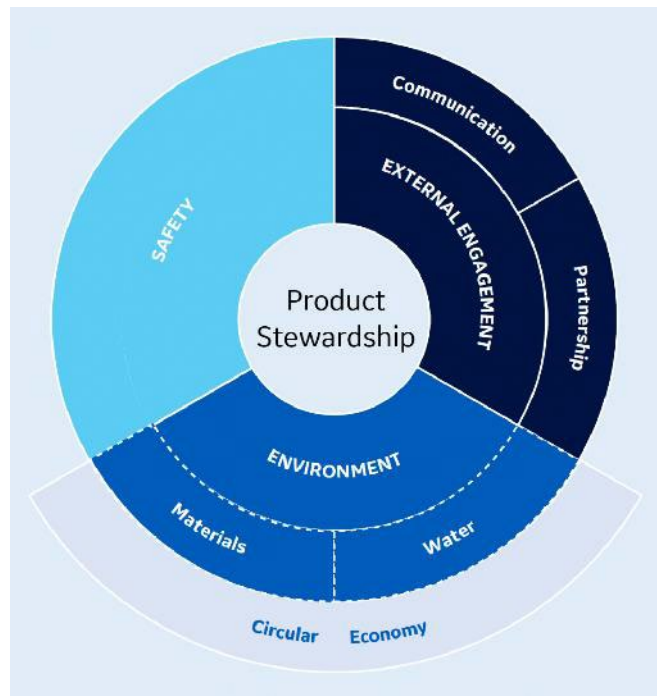 Communication
EXTERNAL ENGAGEMENT
Partnership
SAFETY
Product
Stewardship
ENVIRONMENT
Materials
Water
Circular Economy